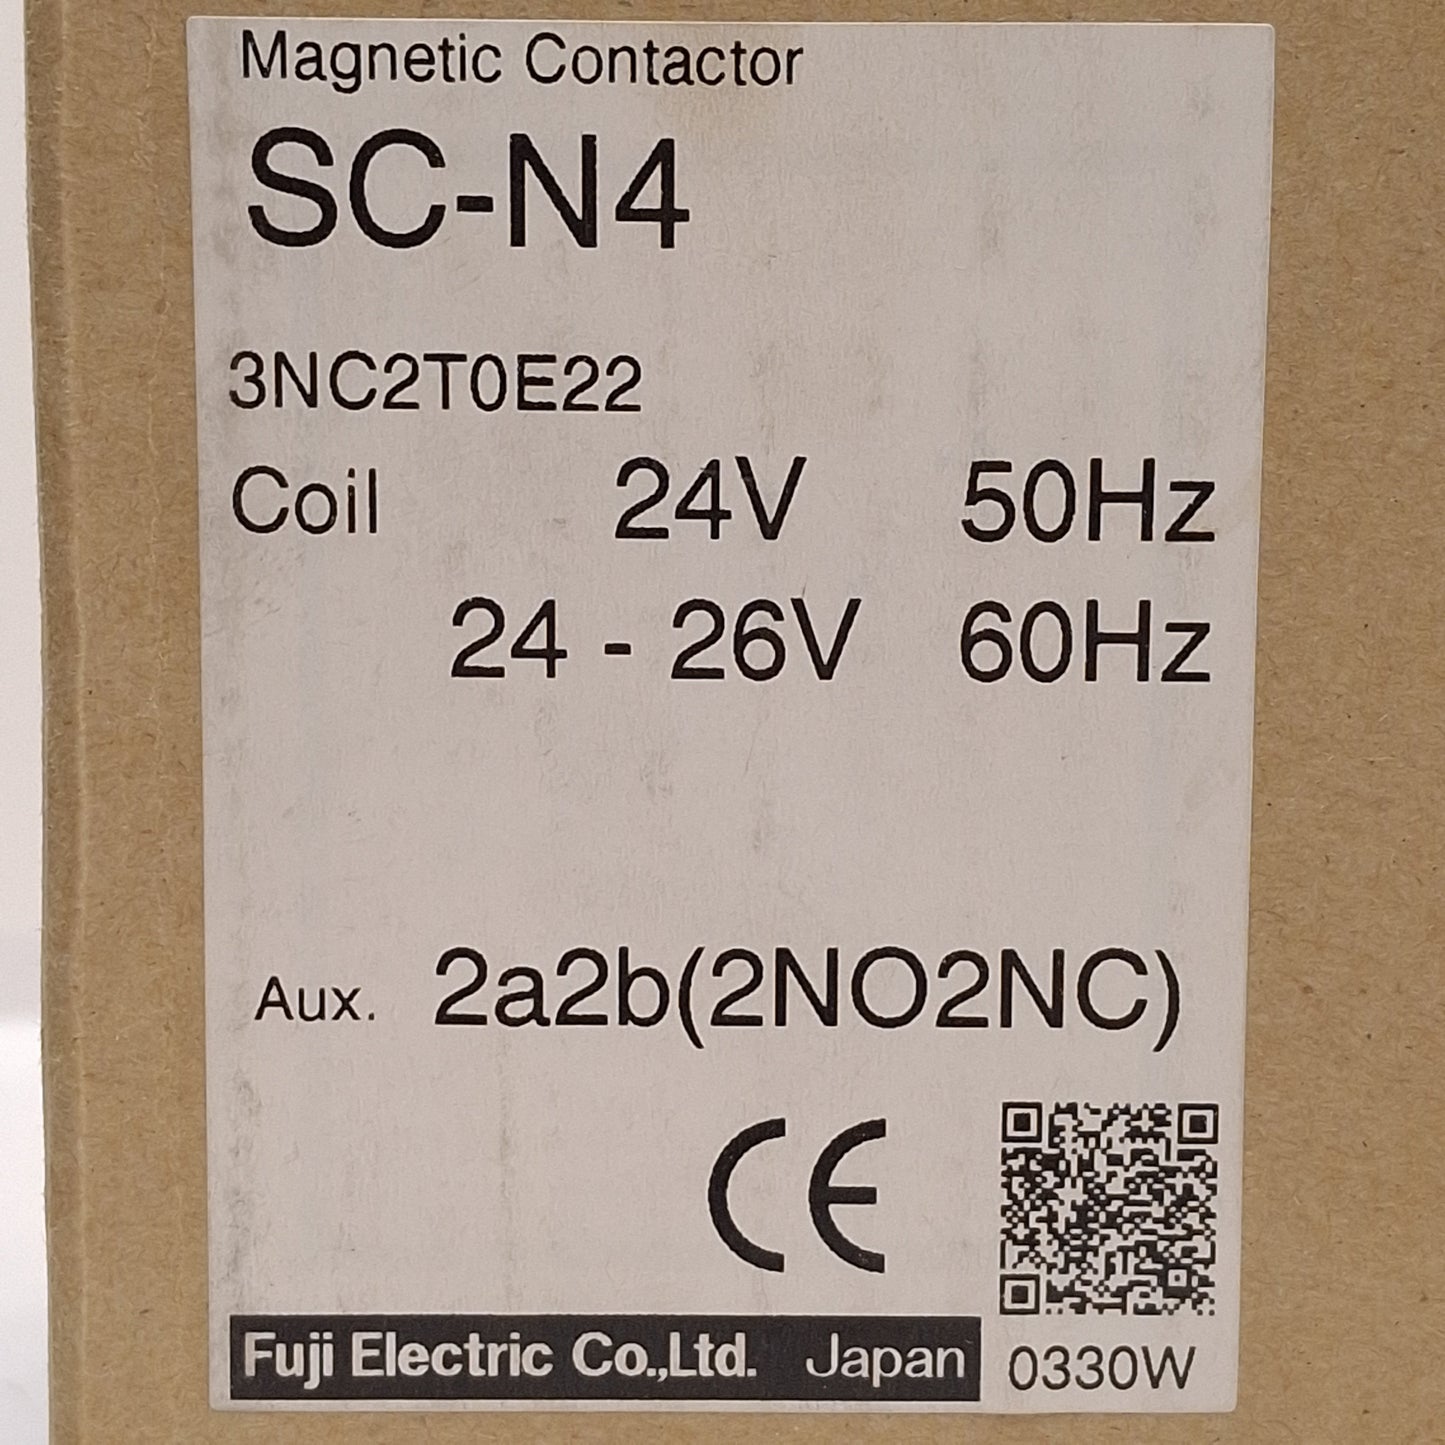 Magnetic Contactor
SC-N4
3NC2T0E22
Coil 24V 50Hz
24 - 26V 60Hz
Aux. 2a2b(2NO2NC)
CE
Fuji Electric Co.,Ltd. Japan 0330W